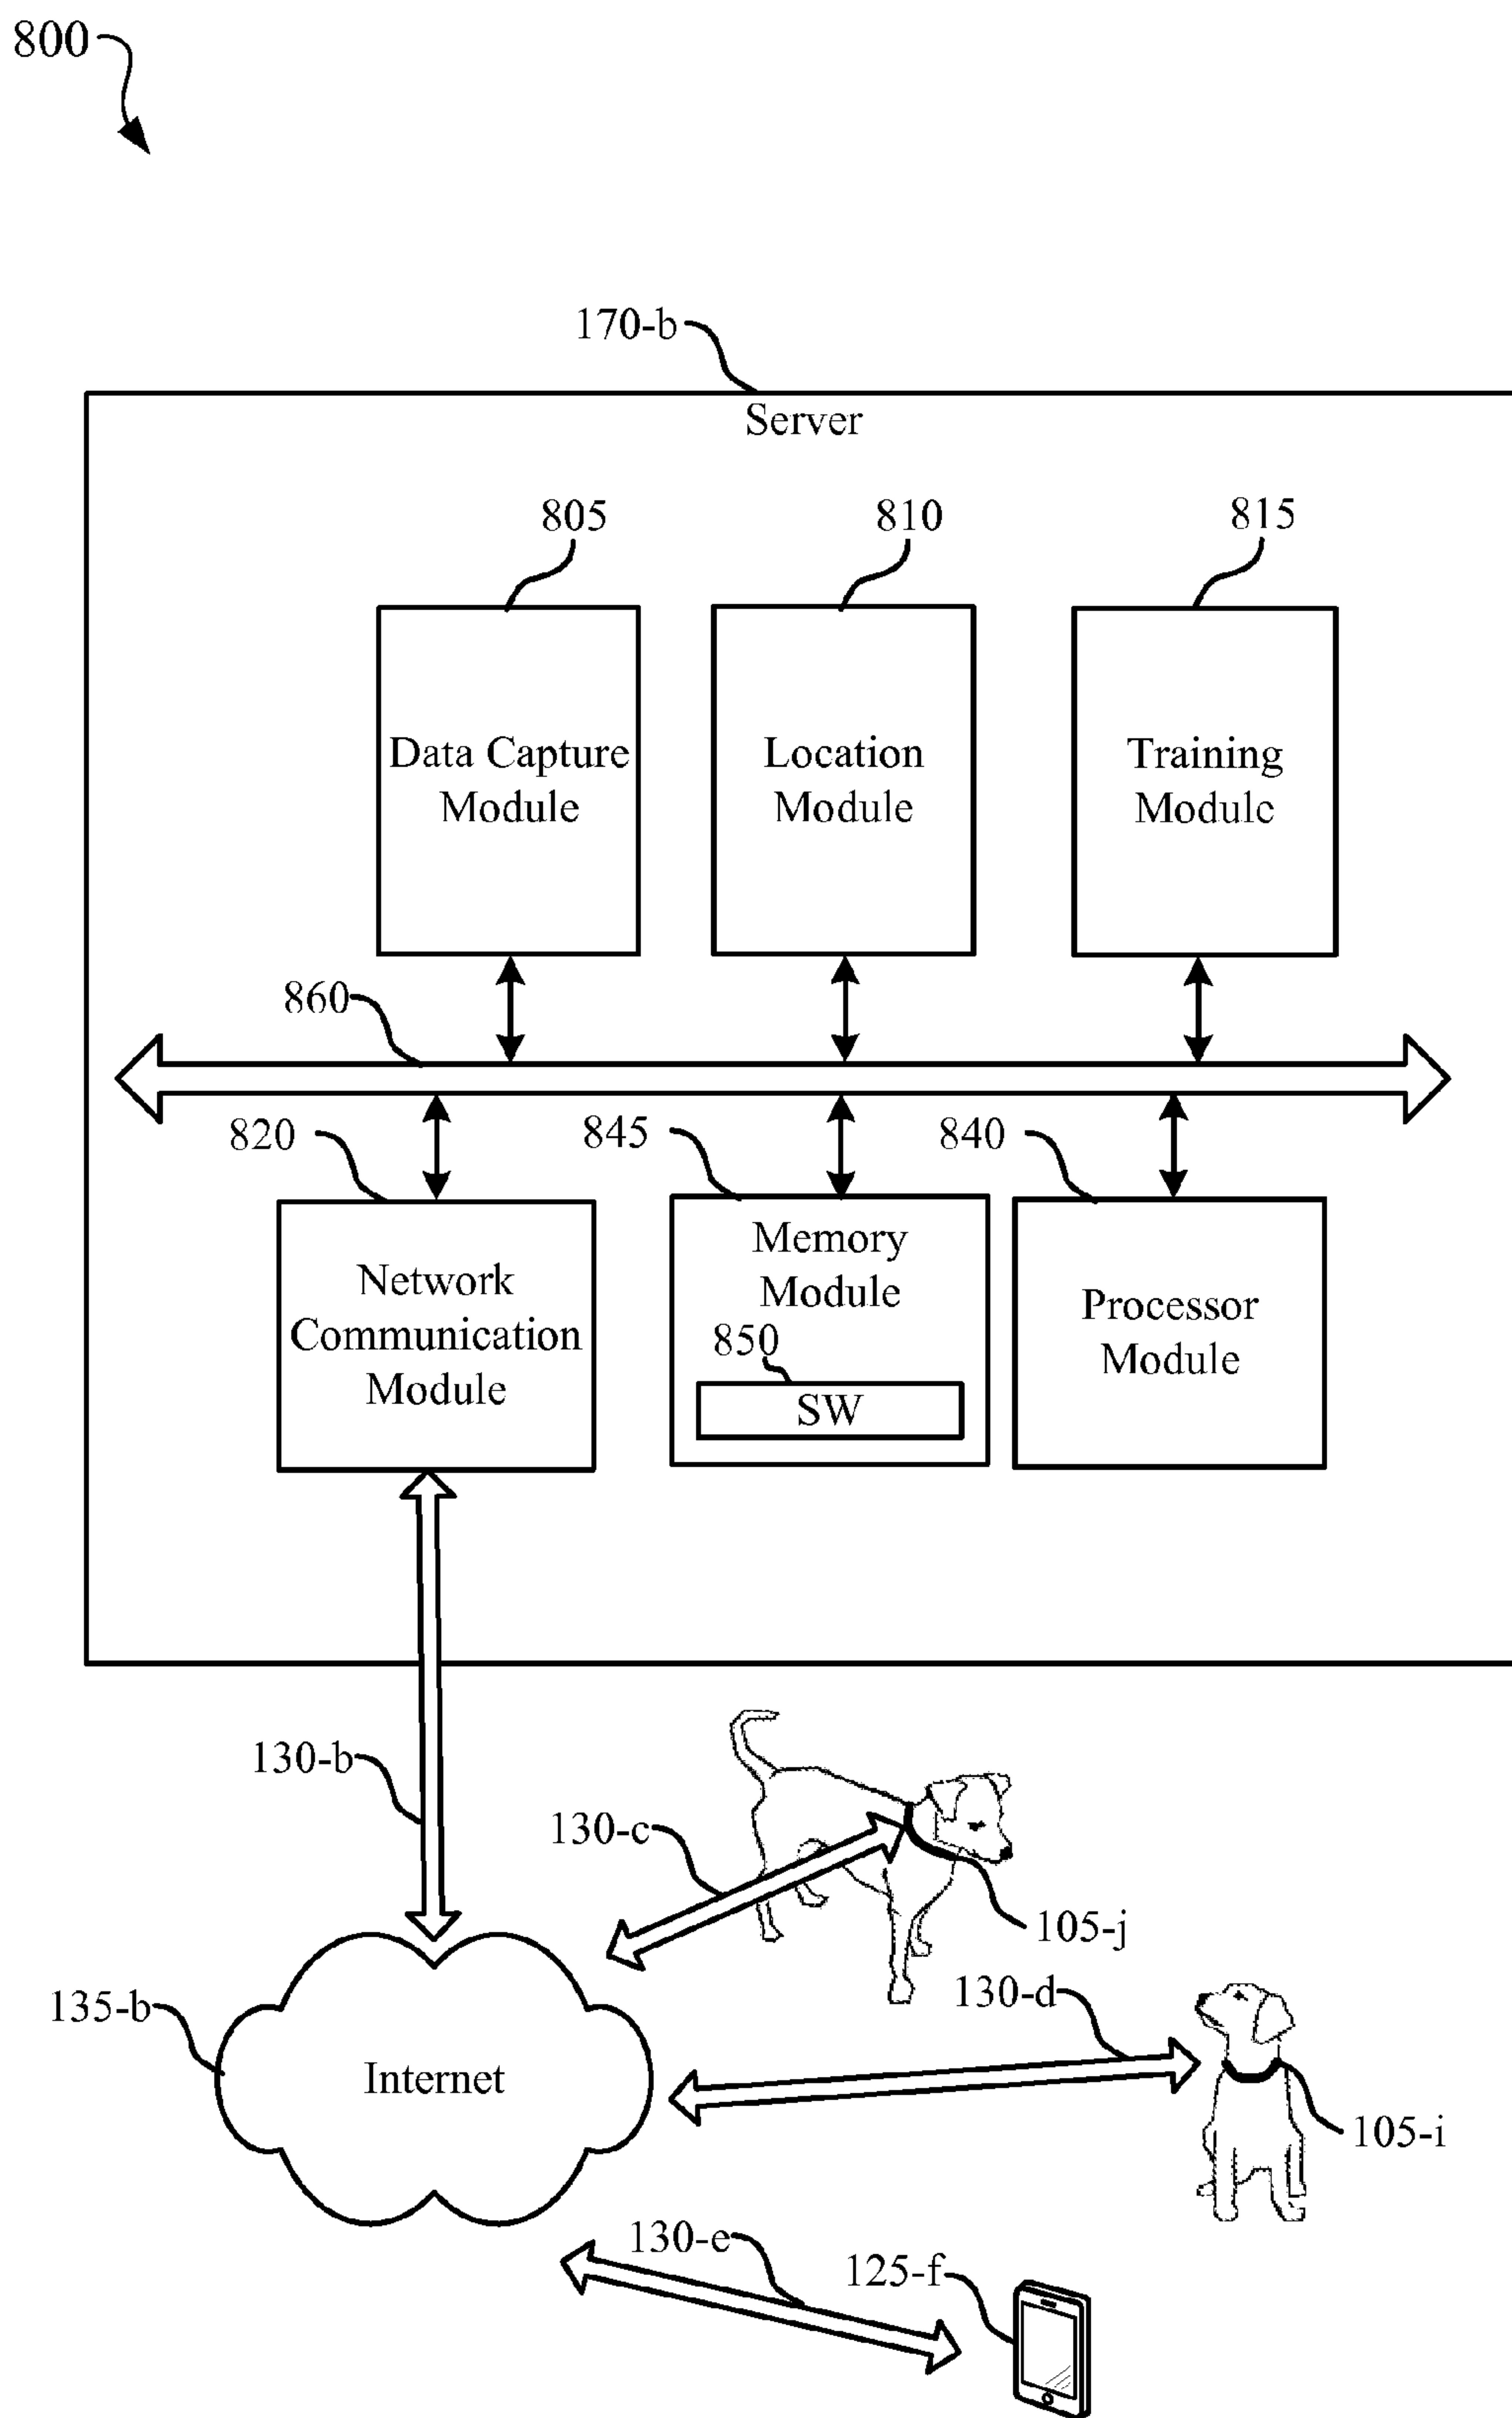 800
170-b
Server
805
810
815
Data Capture
Module
Location
Module
Training
Module
860
820
845
840
Network
Communication
Module
Memory
Module
850
SW
Processor
Module
130-b
130-c
105-j
130-d
135-b
Internet
105-i
130-e
125-f